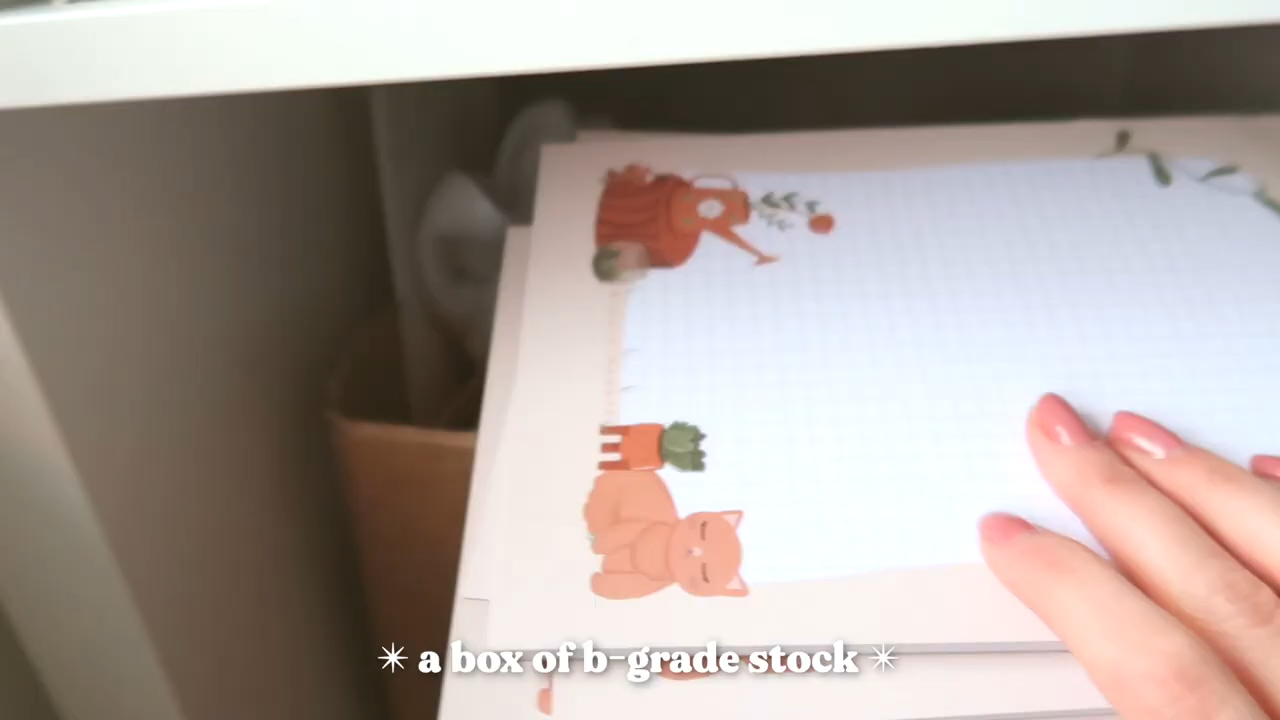 ✴ a box of b-grade stock ✴